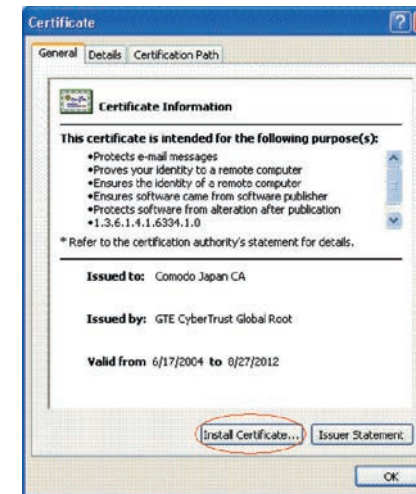 Certificate
General Details Certification Path
Certificate Information
This certificate is intended for the following purpose(s):
•Protects e-mail messages
•Proves your identity to a remote computer
•Ensures the identity of a remote computer
•Ensures software came from software publisher
•Protects software from alteration after publication
•1.3.6.1.4.1.6334.1.0
* Refer to the certification authority's statement for details.
Issued to: Comodo Japan CA
Issued by: GTE CyberTrust Global Root
Valid from 6/17/2004 to 8/27/2012
Install Certificate... Issuer Statement
OK